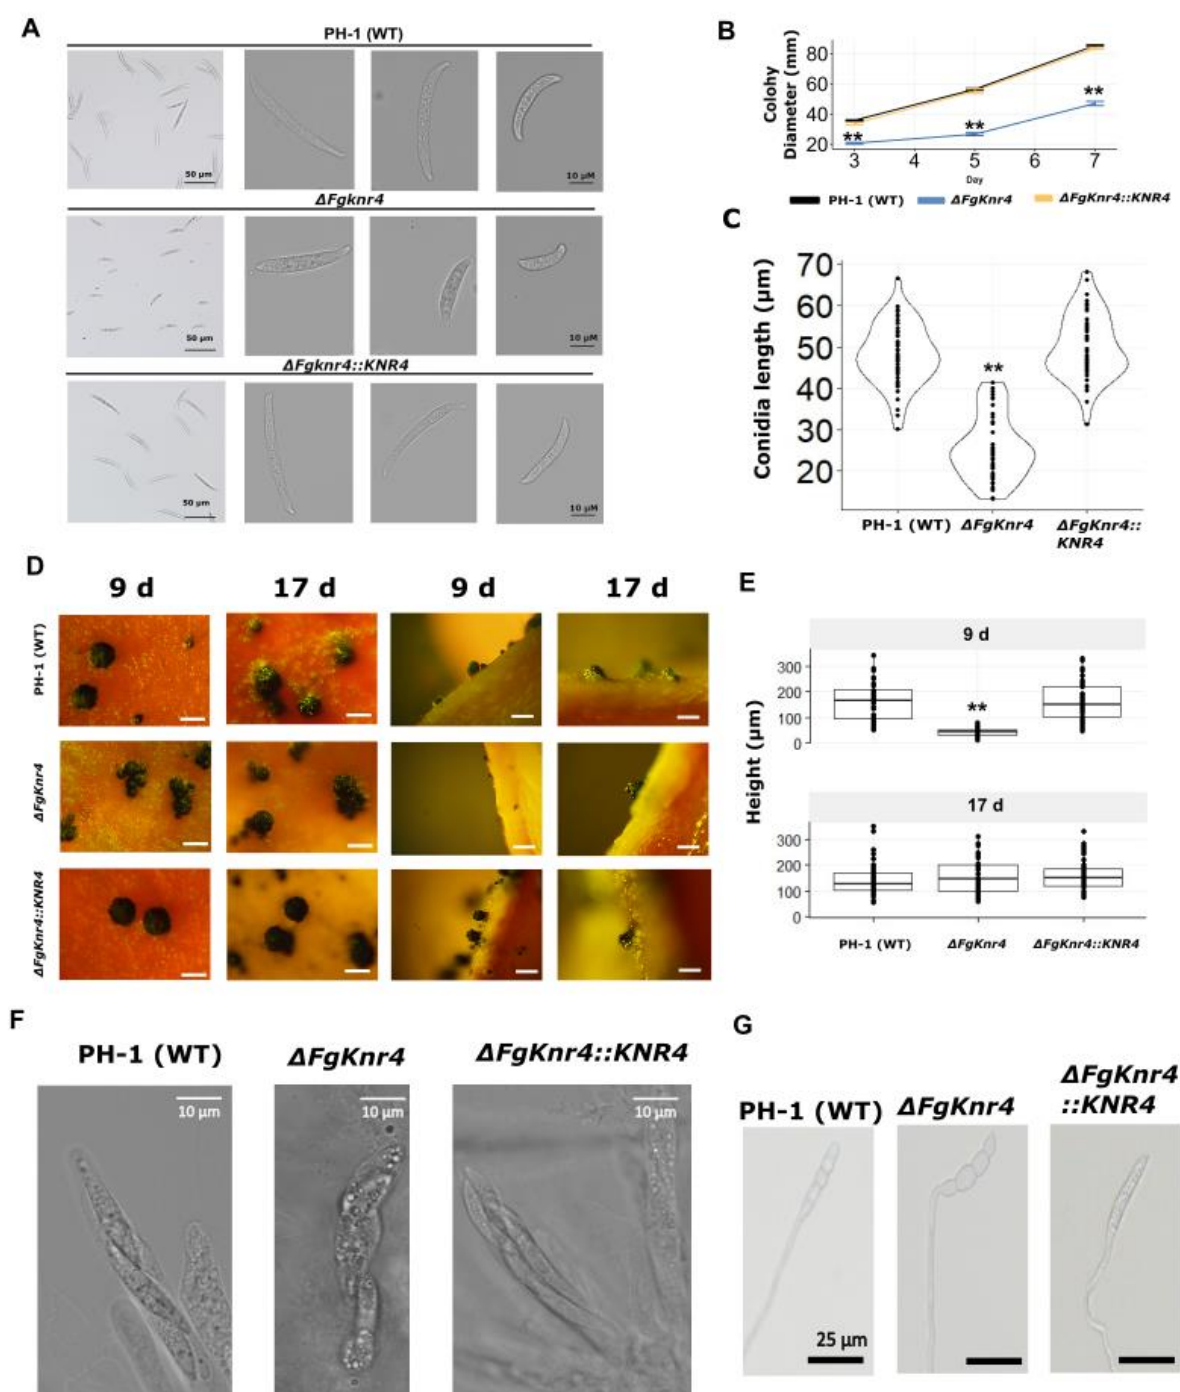 A
PH-1 (WT)
50 µm
10 µM
ΔFgknr4
50 µm
10 µM
ΔFgknr4::KNR4
50 µm
10 µM
B
Colohy
Diameter (mm)
80
60
40
20
**
**
**
3
4
5
6
7
Day
PH-1 (WT)
ΔFgKnr4
ΔFgKnr4::KNR4
C
Conidia length (µm)
70
60
50
40
30
20
**
PH-1 (WT)
ΔFgKnr4
ΔFgKnr4::
KNR4
D
9 d
17 d
9 d
17 d
PH-1 (WT)
ΔFgKnr4
ΔFgKnr4::KNR4
E
Height (µm)
9 d
300
200
100
0
**
17 d
300
200
100
0
PH-1 (WT)
ΔFgKnr4
ΔFgKnr4::KNR4
F
PH-1 (WT)
ΔFgKnr4
ΔFgKnr4::KNR4
10 µm
10 µm
10 µm
G
PH-1 (WT)
ΔFgKnr4
ΔFgKnr4
::KNR4
25 µm